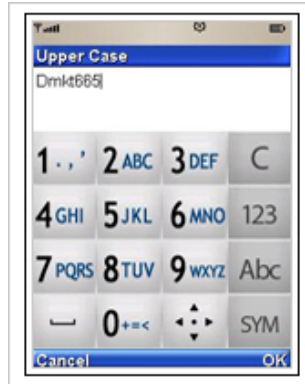 Upper Case
Dmkt665
1 . , ' 2 ABC 3 DEF C
4 GHI 5 JKL 6 MNO 123
7 PQRS 8 TUV 9 WXYZ Abc
0 +=< SYM
Cancel OK